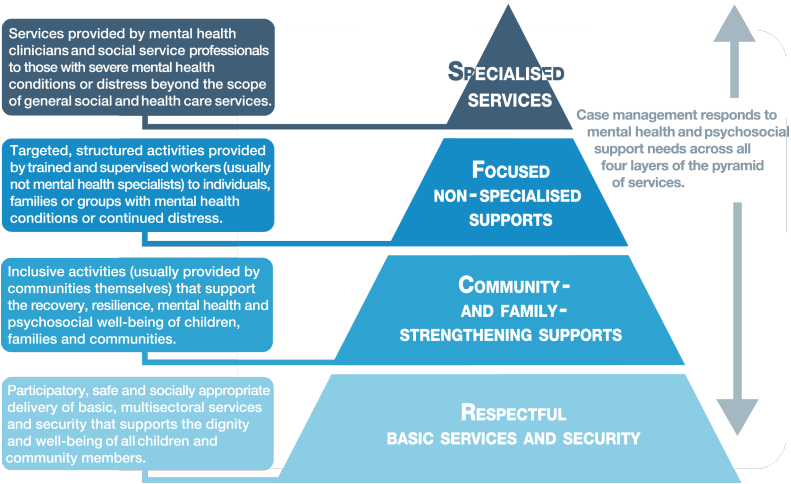 Services provided by mental health
clinicians and social service professionals
to those with severe mental health
conditions or distress beyond the scope
of general social and health care services.
SPECIALISED
SERVICES
Case management responds to
mental health and psychosocial
support needs across all
four layers of the pyramid
of services.
Targeted, structured activities provided
by trained and supervised workers (usually
not mental health specialists) to individuals,
families or groups with mental health
conditions or continued distress.
FOCUSED
NON-SPECIALISED
SUPPORTS
Inclusive activities (usually provided by
communities themselves) that support
the recovery, resilience, mental health and
psychosocial well-being of children,
families and communities.
COMMUNITY-
AND FAMILY-
STRENGTHENING SUPPORTS
Participatory, safe and socially appropriate
delivery of basic, multisectoral services
and security that supports the dignity
and well-being of all children and
community members.
RESPECTFUL
BASIC SERVICES AND SECURITY